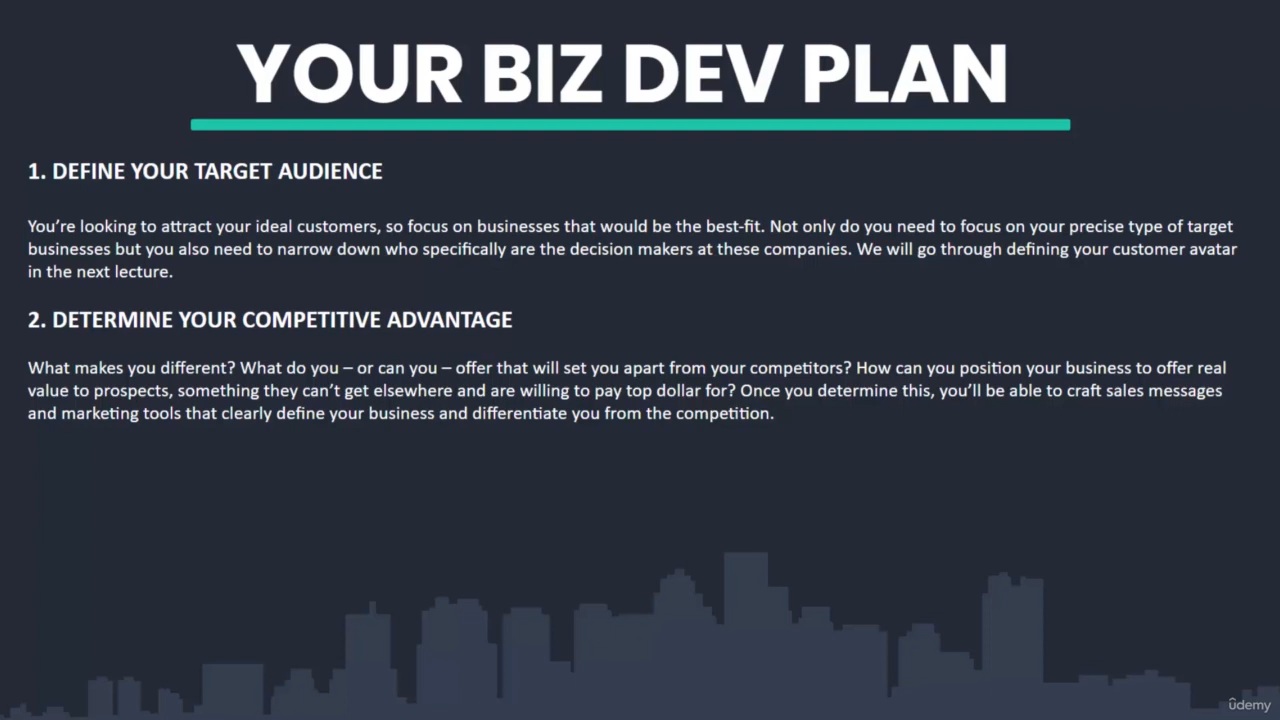 YOUR BIZ DEV PLAN
1. DEFINE YOUR TARGET AUDIENCE
You’re looking to attract your ideal customers, so focus on businesses that would be the best-fit. Not only do you need to focus on your precise type of target
businesses but you also need to narrow down who specifically are the decision makers at these companies. We will go through defining your customer avatar
in the next lecture.
2. DETERMINE YOUR COMPETITIVE ADVANTAGE
What makes you different? What do you – or can you – offer that will set you apart from your competitors? How can you position your business to offer real
value to prospects, something they can’t get elsewhere and are willing to pay top dollar for? Once you determine this, you’ll be able to craft sales messages
and marketing tools that clearly define your business and differentiate you from the competition.
ûdemy